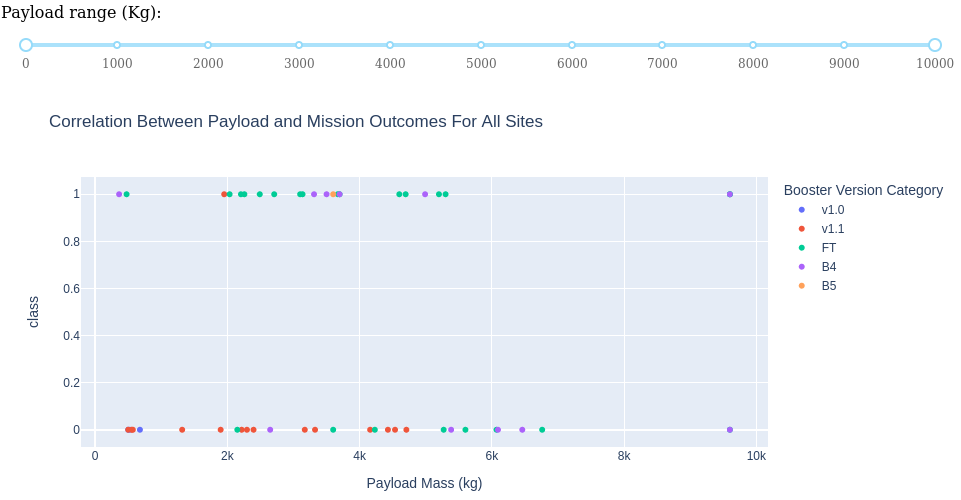 Payload range (Kg):
0 1000 2000 3000 4000 5000 6000 7000 8000 9000 10000
Correlation Between Payload and Mission Outcomes For All Sites
1
0.8
0.6
0.4
0.2
0
class
0 2k 4k 6k 8k 10k
Payload Mass (kg)
Booster Version Category
v1.0
v1.1
FT
B4
B5